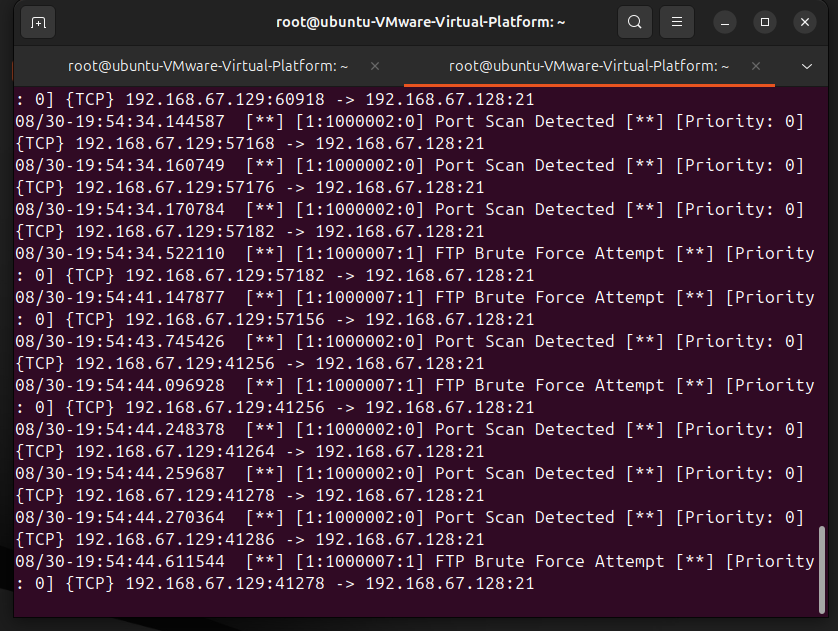 root@ubuntu-VMware-Virtual-Platform: ~
root@ubuntu-VMware-Virtual-Platform: ~
root@ubuntu-VMware-Virtual-Platform: ~
: 0] {TCP} 192.168.67.129:60918 -> 192.168.67.128:21
08/30-19:54:34.144587  [**] [1:1000002:0] Port Scan Detected [**] [Priority: 0]
{TCP} 192.168.67.129:57168 -> 192.168.67.128:21
08/30-19:54:34.160749  [**] [1:1000002:0] Port Scan Detected [**] [Priority: 0]
{TCP} 192.168.67.129:57176 -> 192.168.67.128:21
08/30-19:54:34.170784  [**] [1:1000002:0] Port Scan Detected [**] [Priority: 0]
{TCP} 192.168.67.129:57182 -> 192.168.67.128:21
08/30-19:54:34.522110  [**] [1:1000007:1] FTP Brute Force Attempt [**] [Priority
: 0] {TCP} 192.168.67.129:57182 -> 192.168.67.128:21
08/30-19:54:41.147877  [**] [1:1000007:1] FTP Brute Force Attempt [**] [Priority
: 0] {TCP} 192.168.67.129:57156 -> 192.168.67.128:21
08/30-19:54:43.745426  [**] [1:1000002:0] Port Scan Detected [**] [Priority: 0]
{TCP} 192.168.67.129:41256 -> 192.168.67.128:21
08/30-19:54:44.096928  [**] [1:1000007:1] FTP Brute Force Attempt [**] [Priority
: 0] {TCP} 192.168.67.129:41256 -> 192.168.67.128:21
08/30-19:54:44.248378  [**] [1:1000002:0] Port Scan Detected [**] [Priority: 0]
{TCP} 192.168.67.129:41264 -> 192.168.67.128:21
08/30-19:54:44.259687  [**] [1:1000002:0] Port Scan Detected [**] [Priority: 0]
{TCP} 192.168.67.129:41278 -> 192.168.67.128:21
08/30-19:54:44.270364  [**] [1:1000002:0] Port Scan Detected [**] [Priority: 0]
{TCP} 192.168.67.129:41286 -> 192.168.67.128:21
08/30-19:54:44.611544  [**] [1:1000007:1] FTP Brute Force Attempt [**] [Priority
: 0] {TCP} 192.168.67.129:41278 -> 192.168.67.128:21